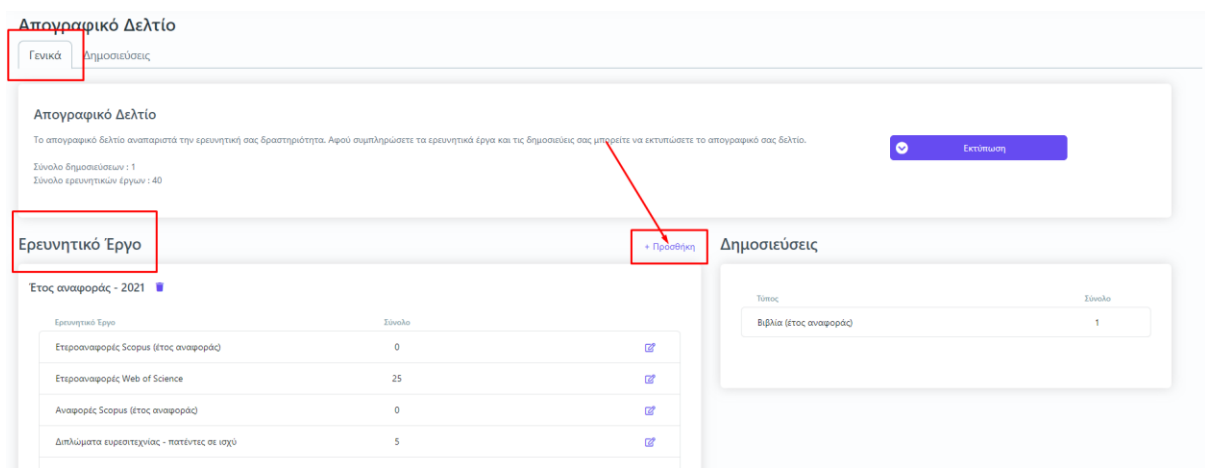 Απογραφικό Δελτίο
Γενικά Δημοσιεύσεις
Απογραφικό Δελτίο
Το απογραφικό δελτίο αναπαριστά την ερευνητική σας δραστηριότητα. Αφού συμπληρώσετε τα ερευνητικά έργα και τις δημοσιεύσεις σας μπορείτε να εκτυπώσετε το απογραφικό σας δελτίο.
Εκτύπωση
Σύνολο δημοσιεύσεων : 1
Σύνολο ερευνητικών έργων : 40
Ερευνητικό Έργο
+ Προσθήκη
Έτος αναφοράς - 2021
Ερευνητικό Έργο Σύνολο
Ετεροαναφορές Scopus (έτος αναφοράς) 0
Ετεροαναφορές Web of Science 25
Αναφορές Scopus (έτος αναφοράς) 0
Διπλώματα ευρεσιτεχνίας - πατέντες σε ισχύ 5
Δημοσιεύσεις
Τύπος Σύνολο
Βιβλία (έτος αναφοράς) 1